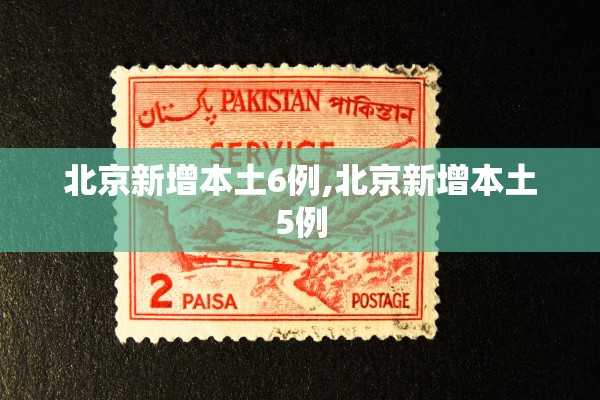 پاکستان PAKISTAN পাকিস্তান
SERVICE
北京新增本土6例,北京新增本土
5例
2 PAISA POSTAGE